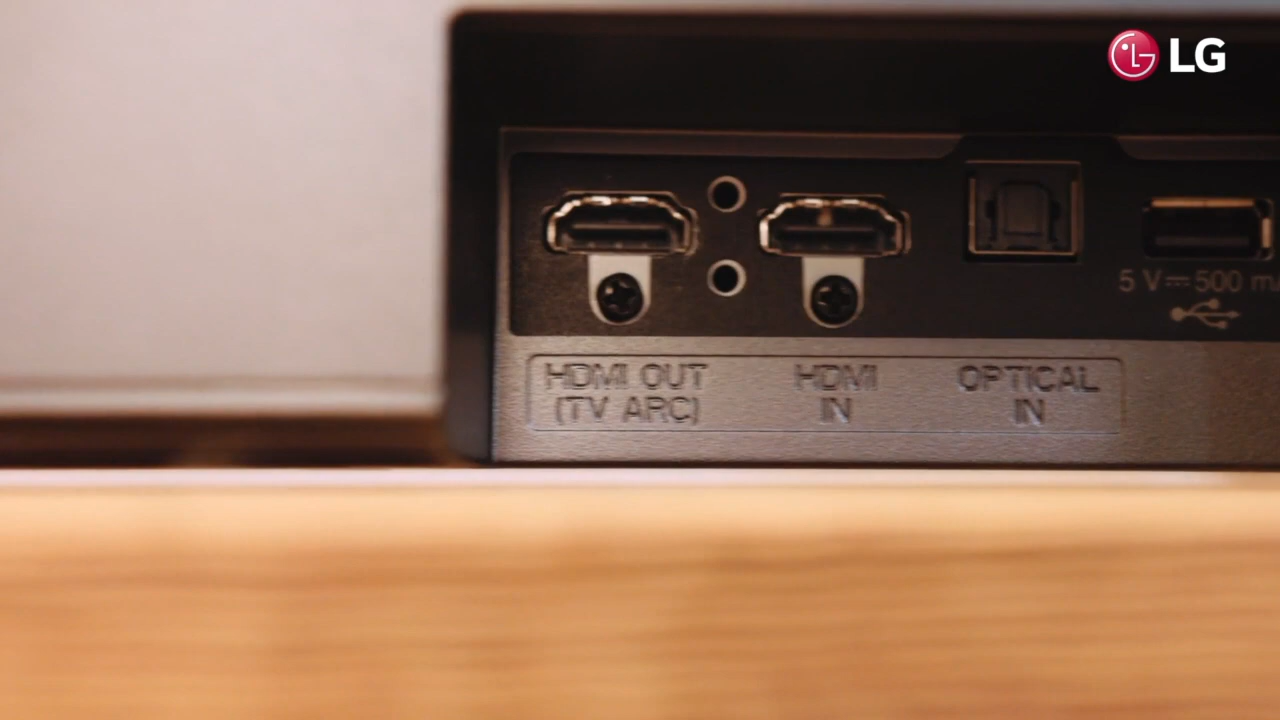 LG
5 V⎓500 m
HDMI OUT
(TV ARC)
HDMI
IN
OPTICAL
IN